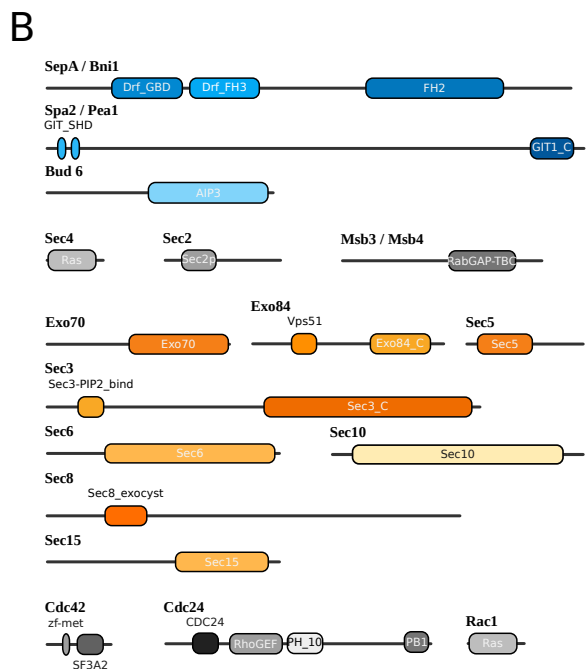 B
SepA / Bni1
Drf_GBD Drf_FH3 FH2
Spa2 / Pea1
GIT_SHD
GIT1_C
Bud 6
AIP3
Sec4 Sec2 Msb3 / Msb4
Ras Sec2p RabGAP-TBC
Exo70 Exo84 Sec5
Vps51
Exo70 Exo84_C Sec5
Sec3
Sec3-PIP2_bind
Sec3_C
Sec6 Sec10
Sec6 Sec10
Sec8
Sec8_exocyst
Sec15
Sec15
Cdc42 Cdc24 Rac1
zf-met CDC24
RhoGEF PH_10 PB1 Ras
SF3A2